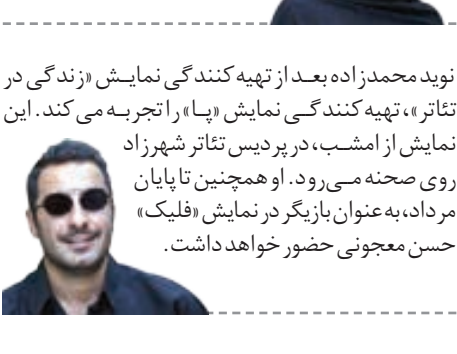 نوید محمدزاده بعد از تهیه کنندگی نمایش «زندگی در
تئاتر»، تهیه کنندگی نمایش «پا» را تجربه می کند. این
نمایش از امشب، در پردیس تئاتر شهرزاد
روی صحنه می‌رود. او همچنین تا پایان
مرداد، به‌عنوان بازیگر در نمایش «فلیک»
حسن معجونی حضور خواهد داشت.